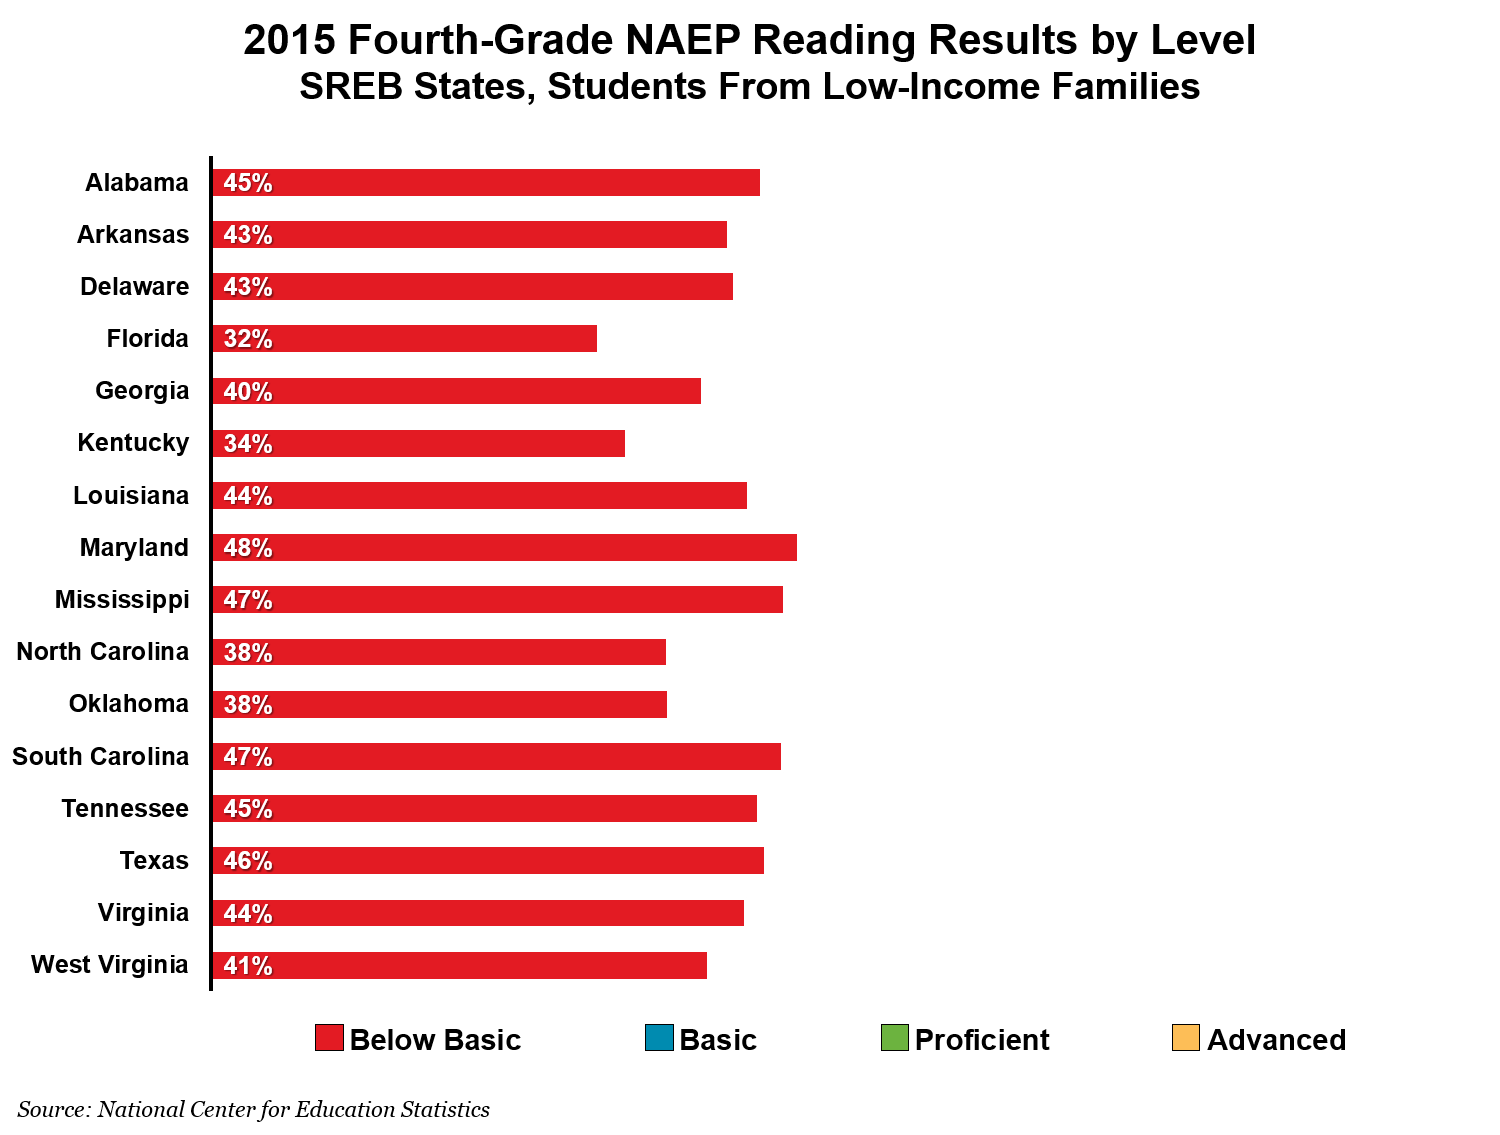 2015 Fourth-Grade NAEP Reading Results by Level
SREB States, Students From Low-Income Families
Alabama 45%
Arkansas 43%
Delaware 43%
Florida 32%
Georgia 40%
Kentucky 34%
Louisiana 44%
Maryland 48%
Mississippi 47%
North Carolina 38%
Oklahoma 38%
South Carolina 47%
Tennessee 45%
Texas 46%
Virginia 44%
West Virginia 41%
Below Basic Basic Proficient Advanced
Source: National Center for Education Statistics